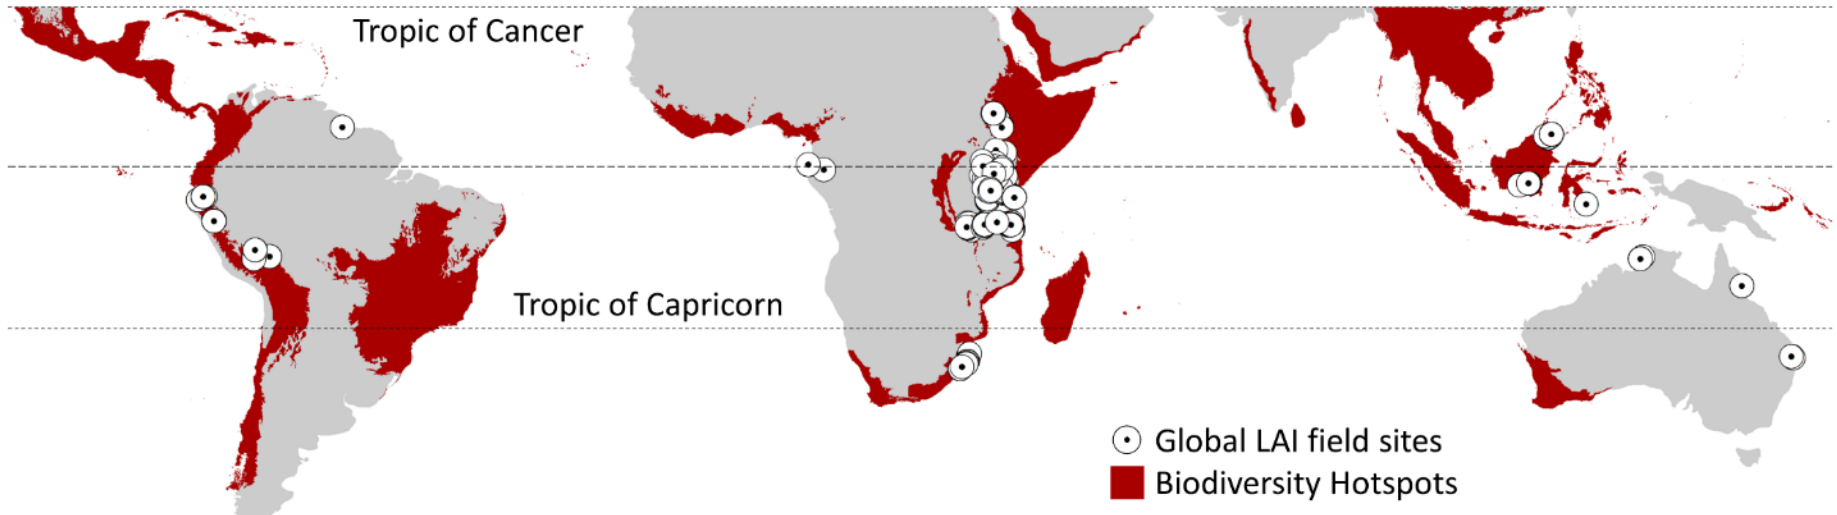 Tropic of Cancer
Tropic of Capricorn
Global LAI field sites
Biodiversity Hotspots